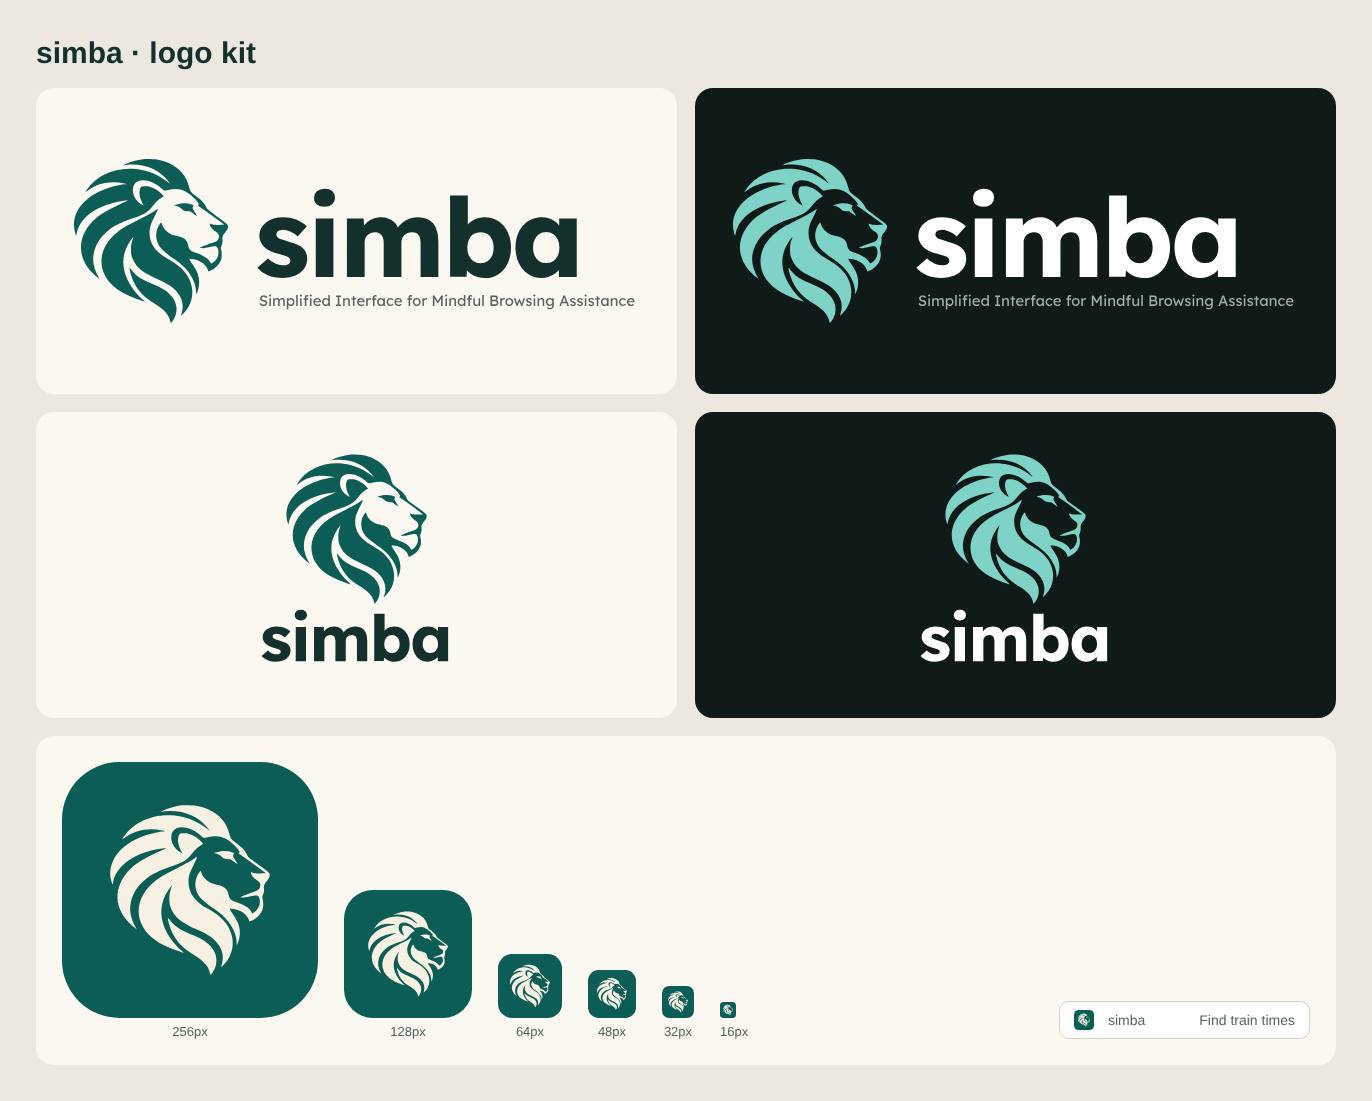 simba · logo kit
simba
Simplified Interface for Mindful Browsing Assistance
simba
Simplified Interface for Mindful Browsing Assistance
simba
simba
256px
128px
64px
48px
32px
16px
simba
Find train times